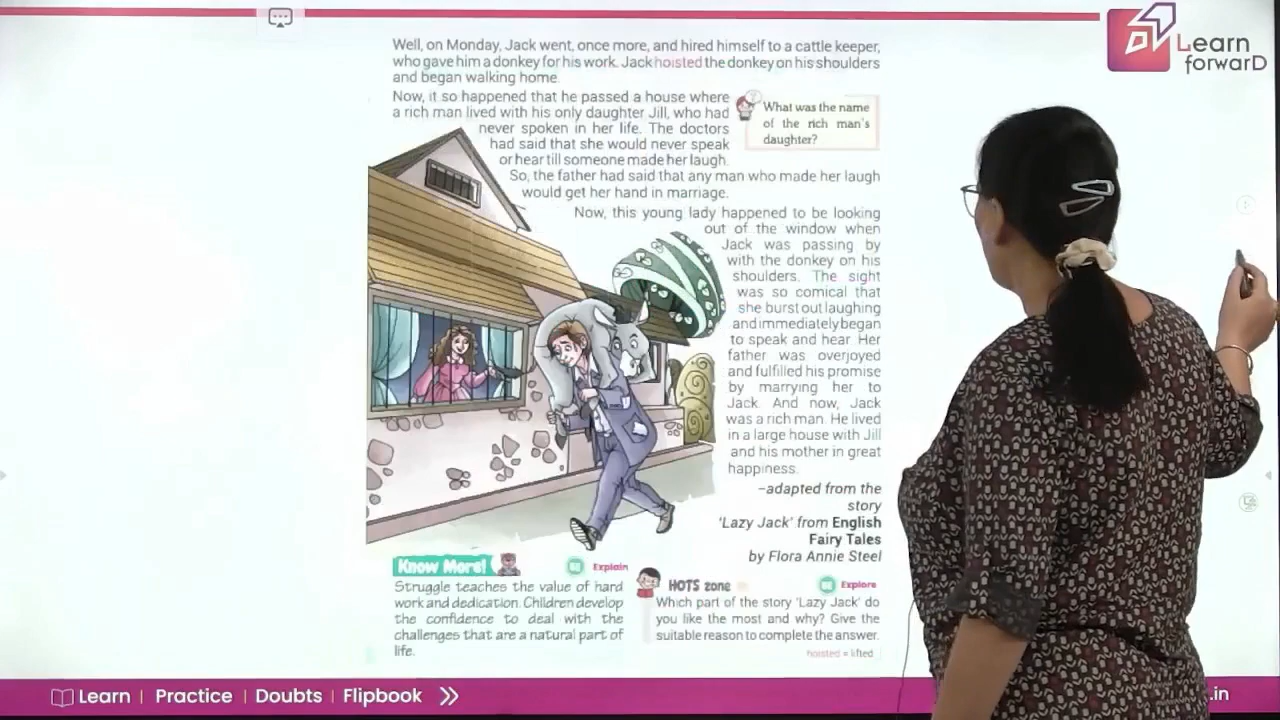 Learn
forwarD
Well, on Monday, Jack went, once more, and hired himself to a cattle keeper,
who gave him a donkey for his work. Jack hoisted the donkey on his shoulders
and began walking home.
Now, it so happened that he passed a house where
a rich man lived with his only daughter Jill, who had
never spoken in her life. The doctors
had said that she would never speak
or hear till someone made her laugh.
So, the father had said that any man who made her laugh
would get her hand in marriage.
What was the name
of the rich man's
daughter?
Now, this young lady happened to be looking
out of the window when
Jack was passing by
with the donkey on his
shoulders. The sight
was so comical that
she burst out laughing
and immediately began
to speak and hear. Her
father was overjoyed
and fulfilled his promise
by marrying her to
Jack. And now, Jack
was a rich man. He lived
in a large house with Jill
and his mother in great
happiness.
–adapted from the
story
'Lazy Jack' from English
Fairy Tales
by Flora Annie Steel
Know More!
Explain
Struggle teaches the value of hard
work and dedication. Children develop
the confidence to deal with the
challenges that are a natural part of
life.
HOTS zone
Explore
Which part of the story 'Lazy Jack' do
you like the most and why? Give the
suitable reason to complete the answer.
hoisted = lifted
Learn | Practice | Doubts | Flipbook
.in